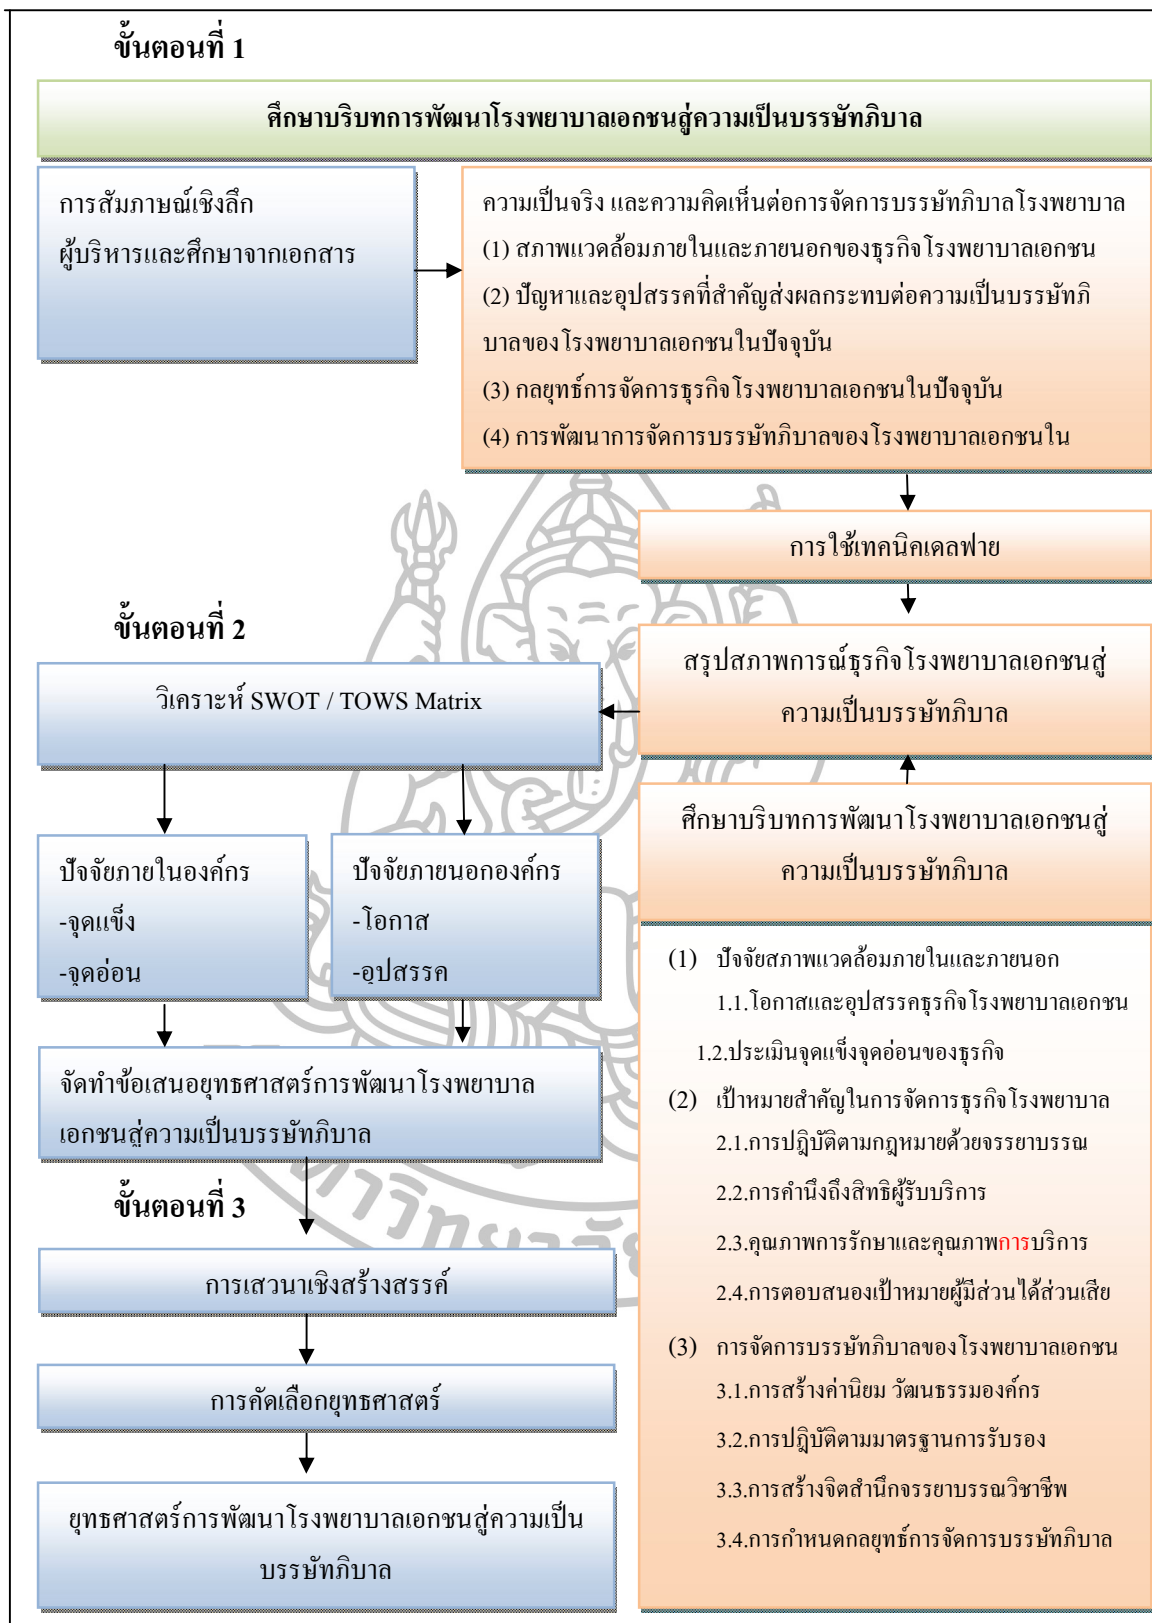 ขั้นตอนที่ 1
ศึกษาบริบทการพัฒนาโรงพยาบาลเอกชนสู่ความเป็นบรรษัทภิบาล
การสัมภาษณ์เชิงลึก
ผู้บริหารและศึกษาจากเอกสาร
ความเป็นจริง และความคิดเห็นต่อการจัดการบรรษัทภิบาลโรงพยาบาล
(1) สภาพแวดล้อมภายในและภายนอกของธุรกิจโรงพยาบาลเอกชน
(2) ปัญหาและอุปสรรคที่สำคัญส่งผลกระทบต่อความเป็นบรรษัทภิ
บาลของโรงพยาบาลเอกชนในปัจจุบัน
(3) กลยุทธ์การจัดการธุรกิจโรงพยาบาลเอกชนในปัจจุบัน
(4) การพัฒนาการจัดการบรรษัทภิบาลของโรงพยาบาลเอกชนใน
การใช้เทคนิคเดลฟาย
สรุปสภาพการณ์ธุรกิจโรงพยาบาลเอกชนสู่
ความเป็นบรรษัทภิบาล
ศึกษาบริบทการพัฒนาโรงพยาบาลเอกชนสู่
ความเป็นบรรษัทภิบาล
(1) ปัจจัยสภาพแวดล้อมภายในและภายนอก
1.1.โอกาสและอุปสรรคธุรกิจโรงพยาบาลเอกชน
1.2.ประเมินจุดแข็งจุดอ่อนของธุรกิจ
(2) เป้าหมายสำคัญในการจัดการธุรกิจโรงพยาบาล
2.1.การปฎิบัติตามกฎหมายด้วยจรรยาบรรณ
2.2.การคำนึงถึงสิทธิผู้รับบริการ
2.3.คุณภาพการรักษาและคุณภาพการบริการ
2.4.การตอบสนองเป้าหมายผู้มีส่วนได้ส่วนเสีย
(3) การจัดการบรรษัทภิบาลของโรงพยาบาลเอกชน
3.1.การสร้างค่านิยม วัฒนธรรมองค์กร
3.2.การปฎิบัติตามมาตรฐานการรับรอง
3.3.การสร้างจิตสำนึกจรรยาบรรณวิชาชีพ
3.4.การกำหนดกลยุทธ์การจัดการบรรษัทภิบาล
ขั้นตอนที่ 2
วิเคราะห์ SWOT / TOWS Matrix
ปัจจัยภายในองค์กร
-จุดแข็ง
-จุดอ่อน
ปัจจัยภายนอกองค์กร
-โอกาส
-อุปสรรค
จัดทำข้อเสนอยุทธศาสตร์การพัฒนาโรงพยาบาล
เอกชนสู่ความเป็นบรรษัทภิบาล
ขั้นตอนที่ 3
การเสวนาเชิงสร้างสรรค์
การคัดเลือกยุทธศาสตร์
ยุทธศาสตร์การพัฒนาโรงพยาบาลเอกชนสู่ความเป็น
บรรษัทภิบาล